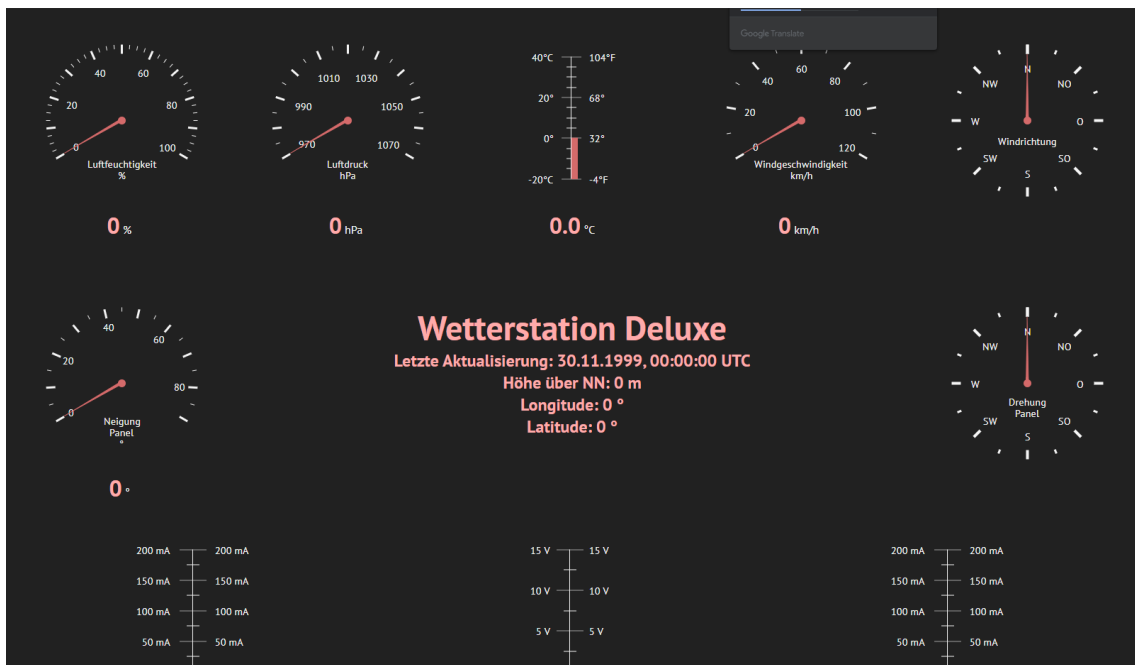 Google Translate
40 60
20 80
0 100
Luftfeuchtigkeit
%
0 %
1010 1030
990 1050
970 1070
Luftdruck
hPa
0 hPa
40°C 104°F
20° 68°
0° 32°
-20°C -4°F
0.0 °C
60
40 80
20 100
0 120
Windgeschwindigkeit
km/h
0 km/h
N
NW NO
W O
Windrichtung
SW SO
S
40
60
20
80
0
Neigung
Panel
°
0 °
Wetterstation Deluxe
Letzte Aktualisierung: 30.11.1999, 00:00:00 UTC
Höhe über NN: 0 m
Longitude: 0 °
Latitude: 0 °
N
NW NO
W O
Drehung
Panel
SW SO
S
200 mA 200 mA
150 mA 150 mA
100 mA 100 mA
50 mA 50 mA
15 V 15 V
10 V 10 V
5 V 5 V
200 mA 200 mA
150 mA 150 mA
100 mA 100 mA
50 mA 50 mA